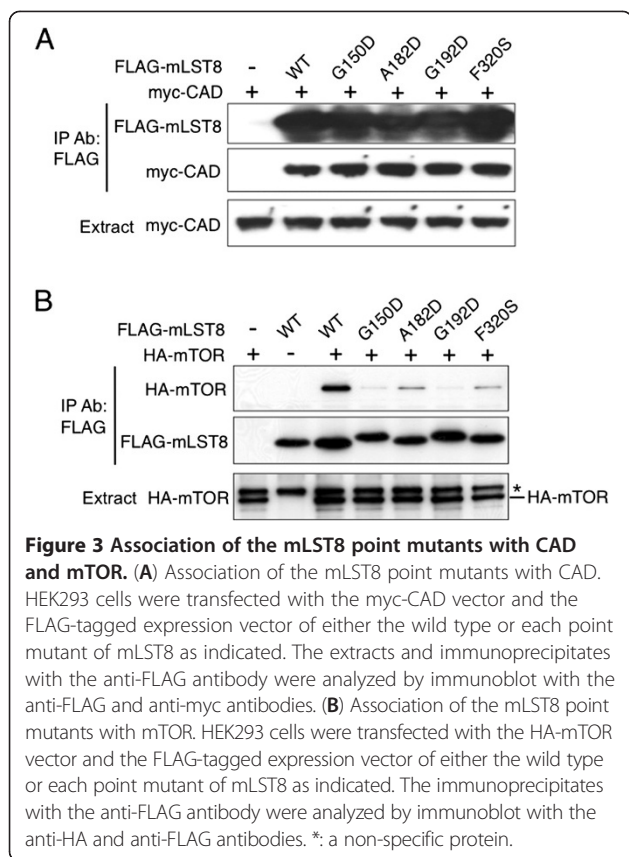 A
FLAG-mLST8 - WT G150D A182D G192D F320S
myc-CAD + + + + + +
IP Ab:
FLAG
FLAG-mLST8
myc-CAD
Extract myc-CAD
B
FLAG-mLST8 - WT WT G150D A182D G192D F320S
HA-mTOR + - + + + + +
IP Ab:
FLAG
HA-mTOR
FLAG-mLST8
*
Extract HA-mTOR HA-mTOR
Figure 3 Association of the mLST8 point mutants with CAD
and mTOR. (A) Association of the mLST8 point mutants with CAD.
HEK293 cells were transfected with the myc-CAD vector and the
FLAG-tagged expression vector of either the wild type or each point
mutant of mLST8 as indicated. The extracts and immunoprecipitates
with the anti-FLAG antibody were analyzed by immunoblot with the
anti-FLAG and anti-myc antibodies. (B) Association of the mLST8 point
mutants with mTOR. HEK293 cells were transfected with the HA-mTOR
vector and the FLAG-tagged expression vector of either the wild type
or each point mutant of mLST8 as indicated. The immunoprecipitates
with the anti-FLAG antibody were analyzed by immunoblot with the
anti-HA and anti-FLAG antibodies. *: a non-specific protein.